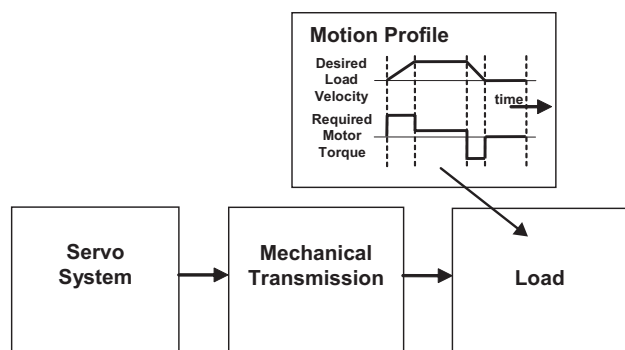 Motion Profile
Desired
Load
Velocity
time
Required
Motor
Torque
Servo
System
Mechanical
Transmission
Load